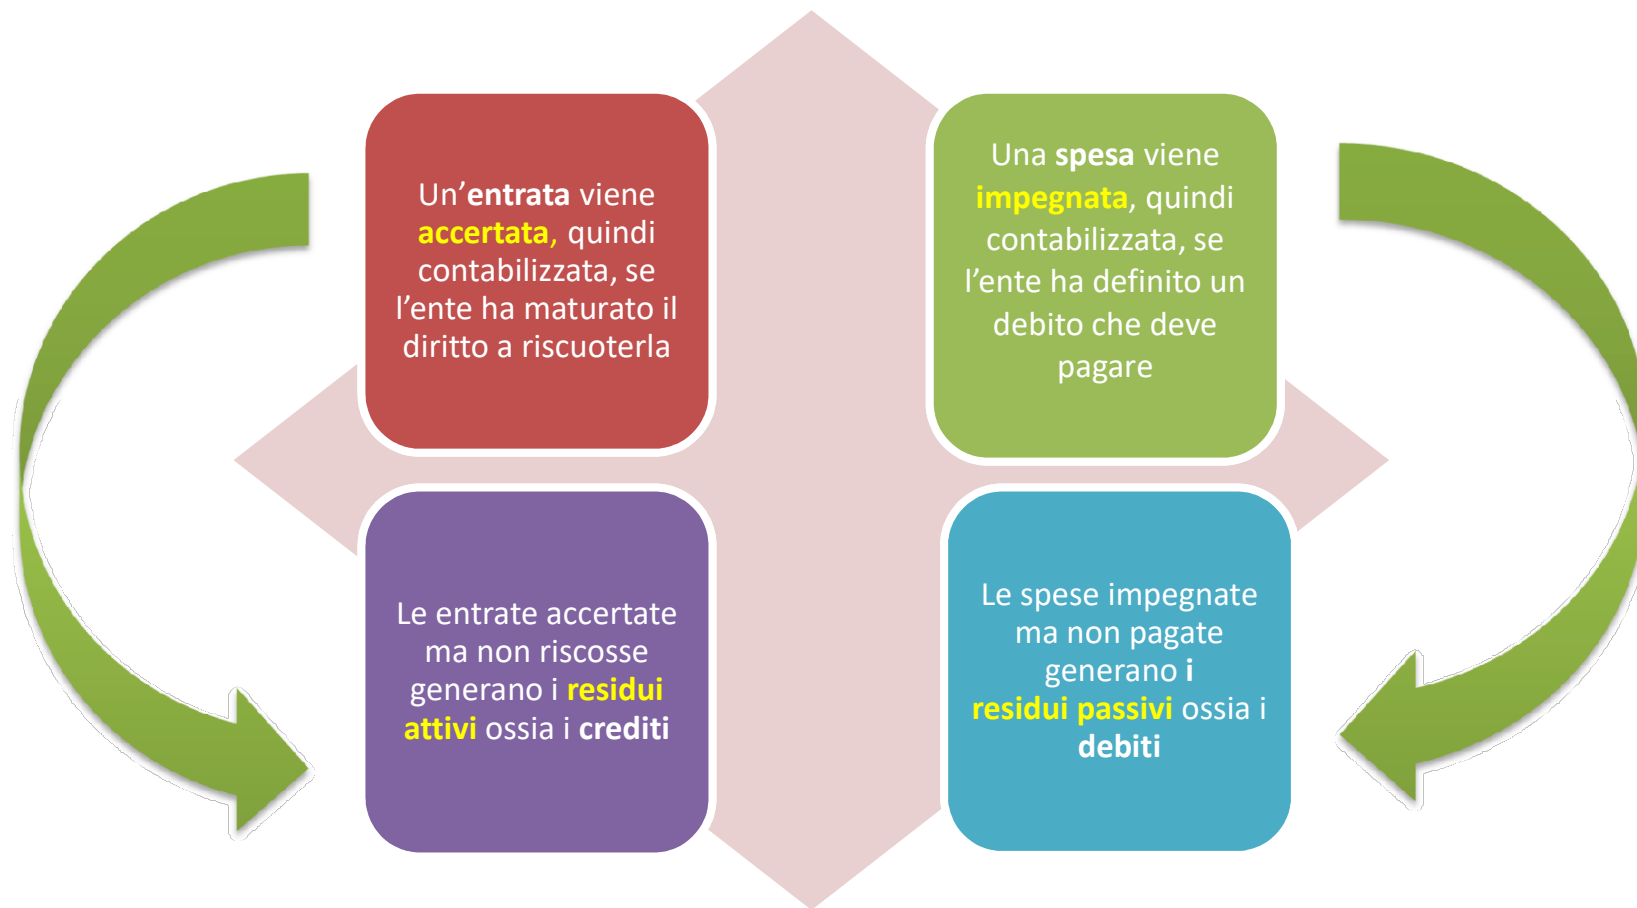 Un’entrata viene
accertata, quindi
contabilizzata, se
l’ente ha maturato il
diritto a riscuoterla
Una spesa viene
impegnata, quindi
contabilizzata, se
l’ente ha definito un
debito che deve
pagare
Le entrate accertate
ma non riscosse
generano i residui
attivi ossia i crediti
Le spese impegnate
ma non pagate
generano i
residui passivi ossia i
debiti